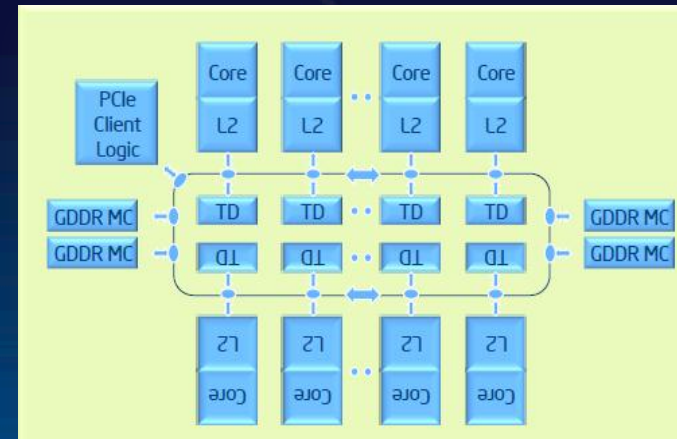 Core Core Core Core
PCIe
Client
Logic
L2 L2 L2 L2
TD TD TD TD
GDDR MC GDDR MC
GDDR MC GDDR MC
TD TD TD TD
L2 L2 L2 L2
Core Core Core Core